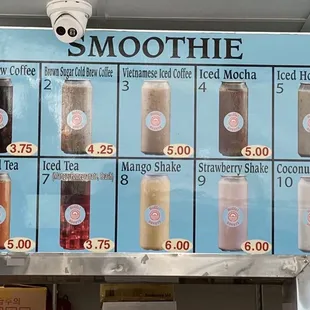 SMOOTHIE
w Coffee
Brown Sugar Cold Brew Coffee
Vietnamese Iced Coffee
Iced Mocha
Iced Ho
2
3
4
5
3.75
4.25
5.00
5.00
d Tea
Iced Tea
Mango Shake
Strawberry Shake
Coconu
7
8
9
10
5.00
3.75
6.00
6.00